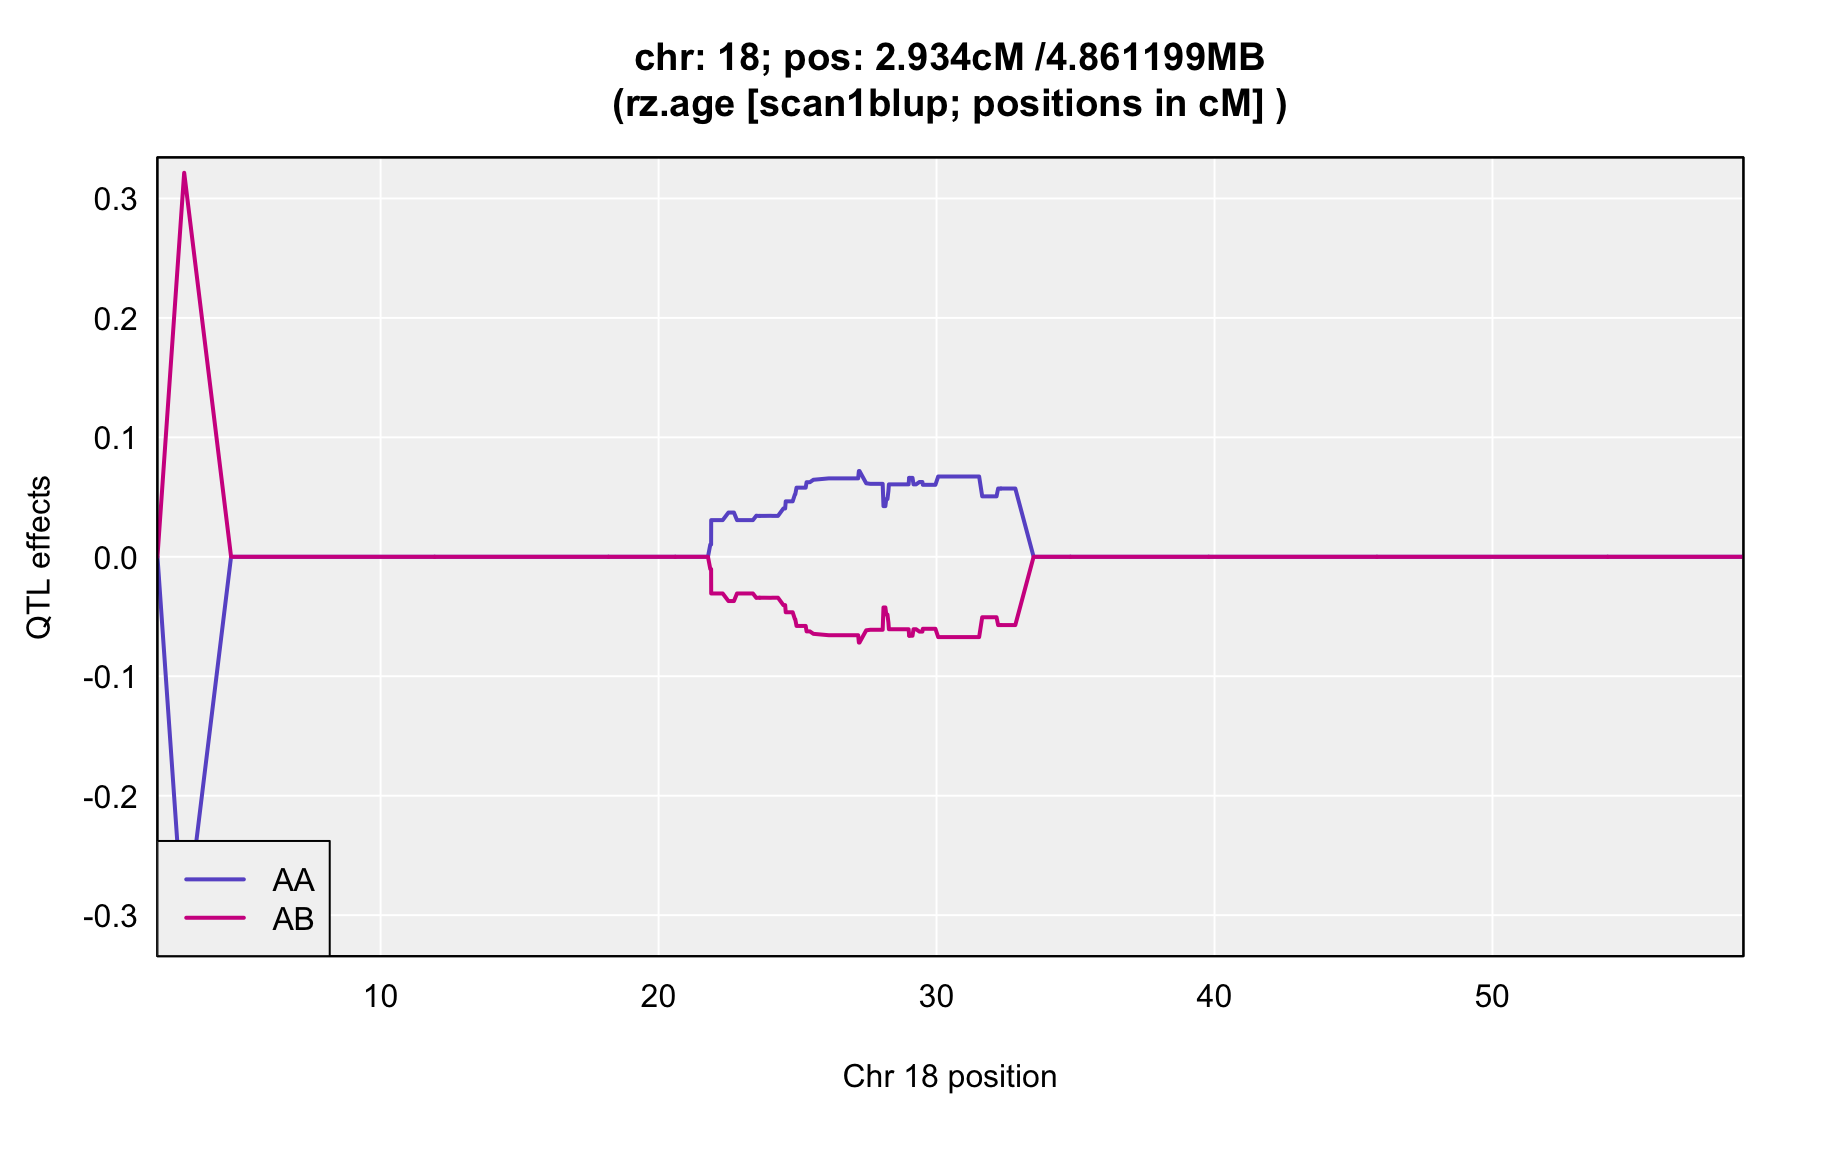 chr: 18; pos: 2.934cM /4.861199MB
(rz.age [scan1blup; positions in cM] )
0.3
0.2
0.1
0.0
-0.1
-0.2
-0.3
QTL effects
AA
AB
10 20 30 40 50
Chr 18 position